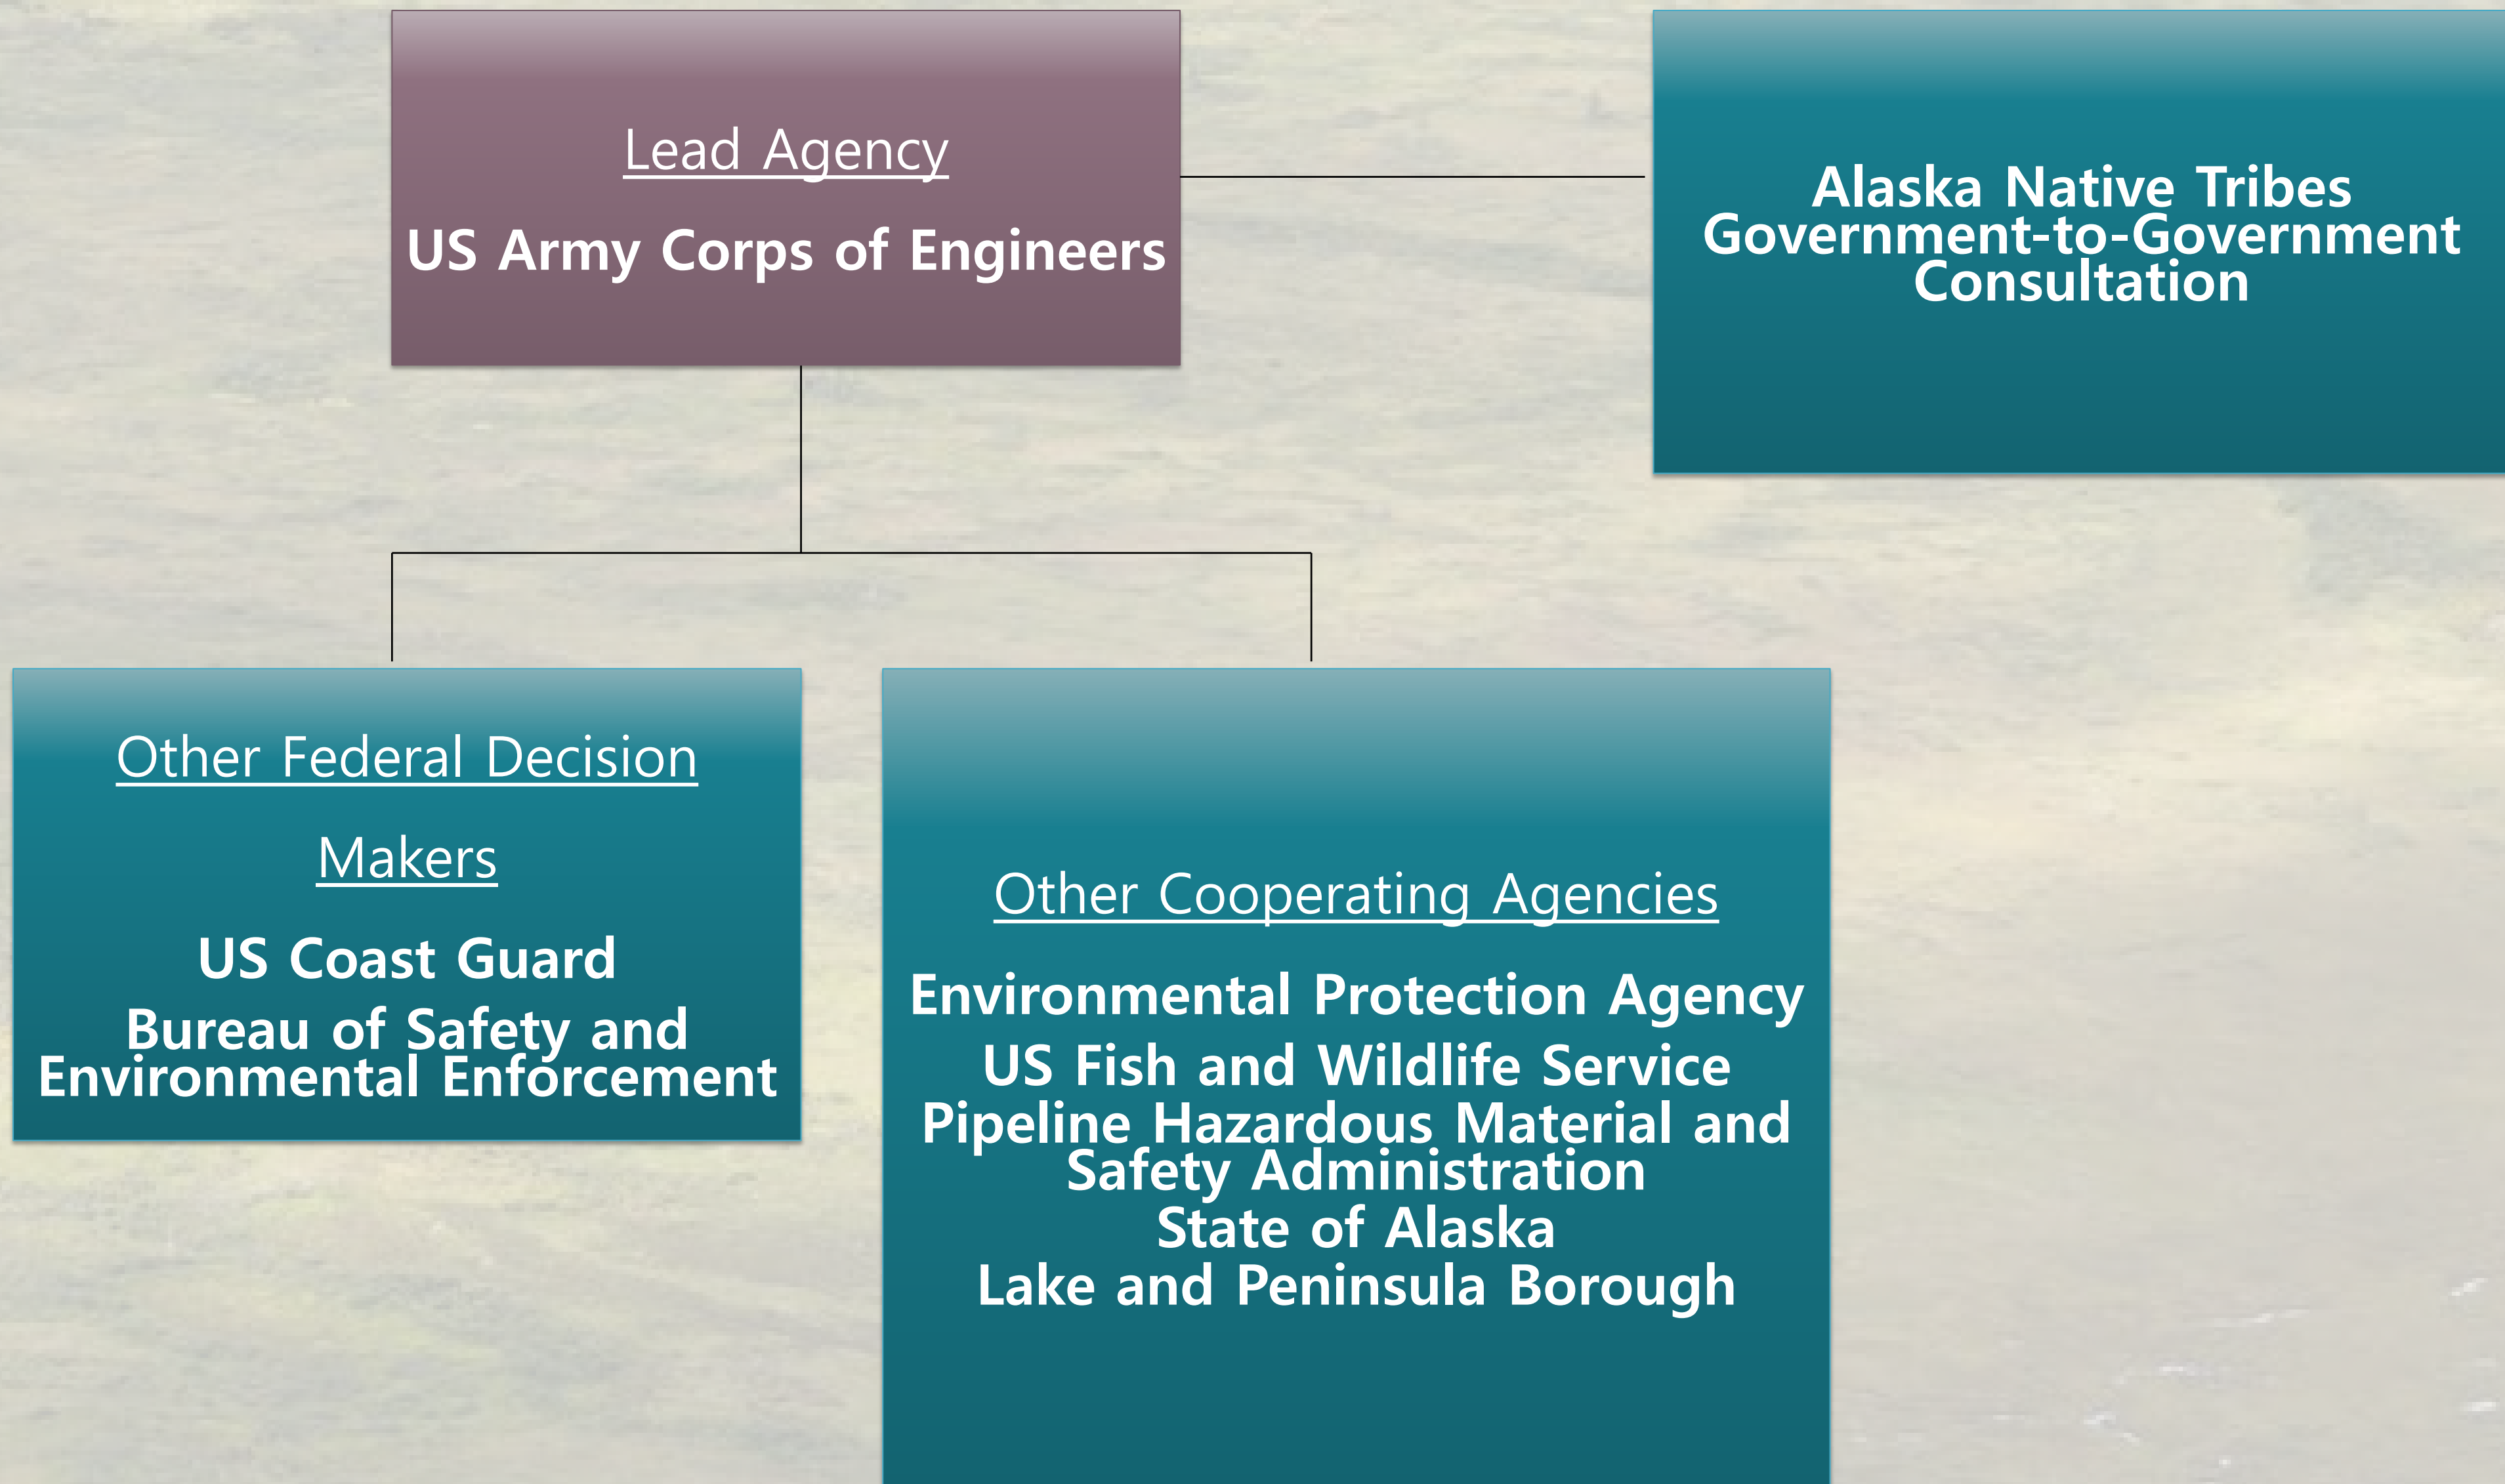 Lead Agency
US Army Corps of Engineers
Alaska Native Tribes
Government-to-Government
Consultation
Other Federal Decision
Makers
US Coast Guard
Bureau of Safety and
Environmental Enforcement
Other Cooperating Agencies
Environmental Protection Agency
US Fish and Wildlife Service
Pipeline Hazardous Material and
Safety Administration
State of Alaska
Lake and Peninsula Borough